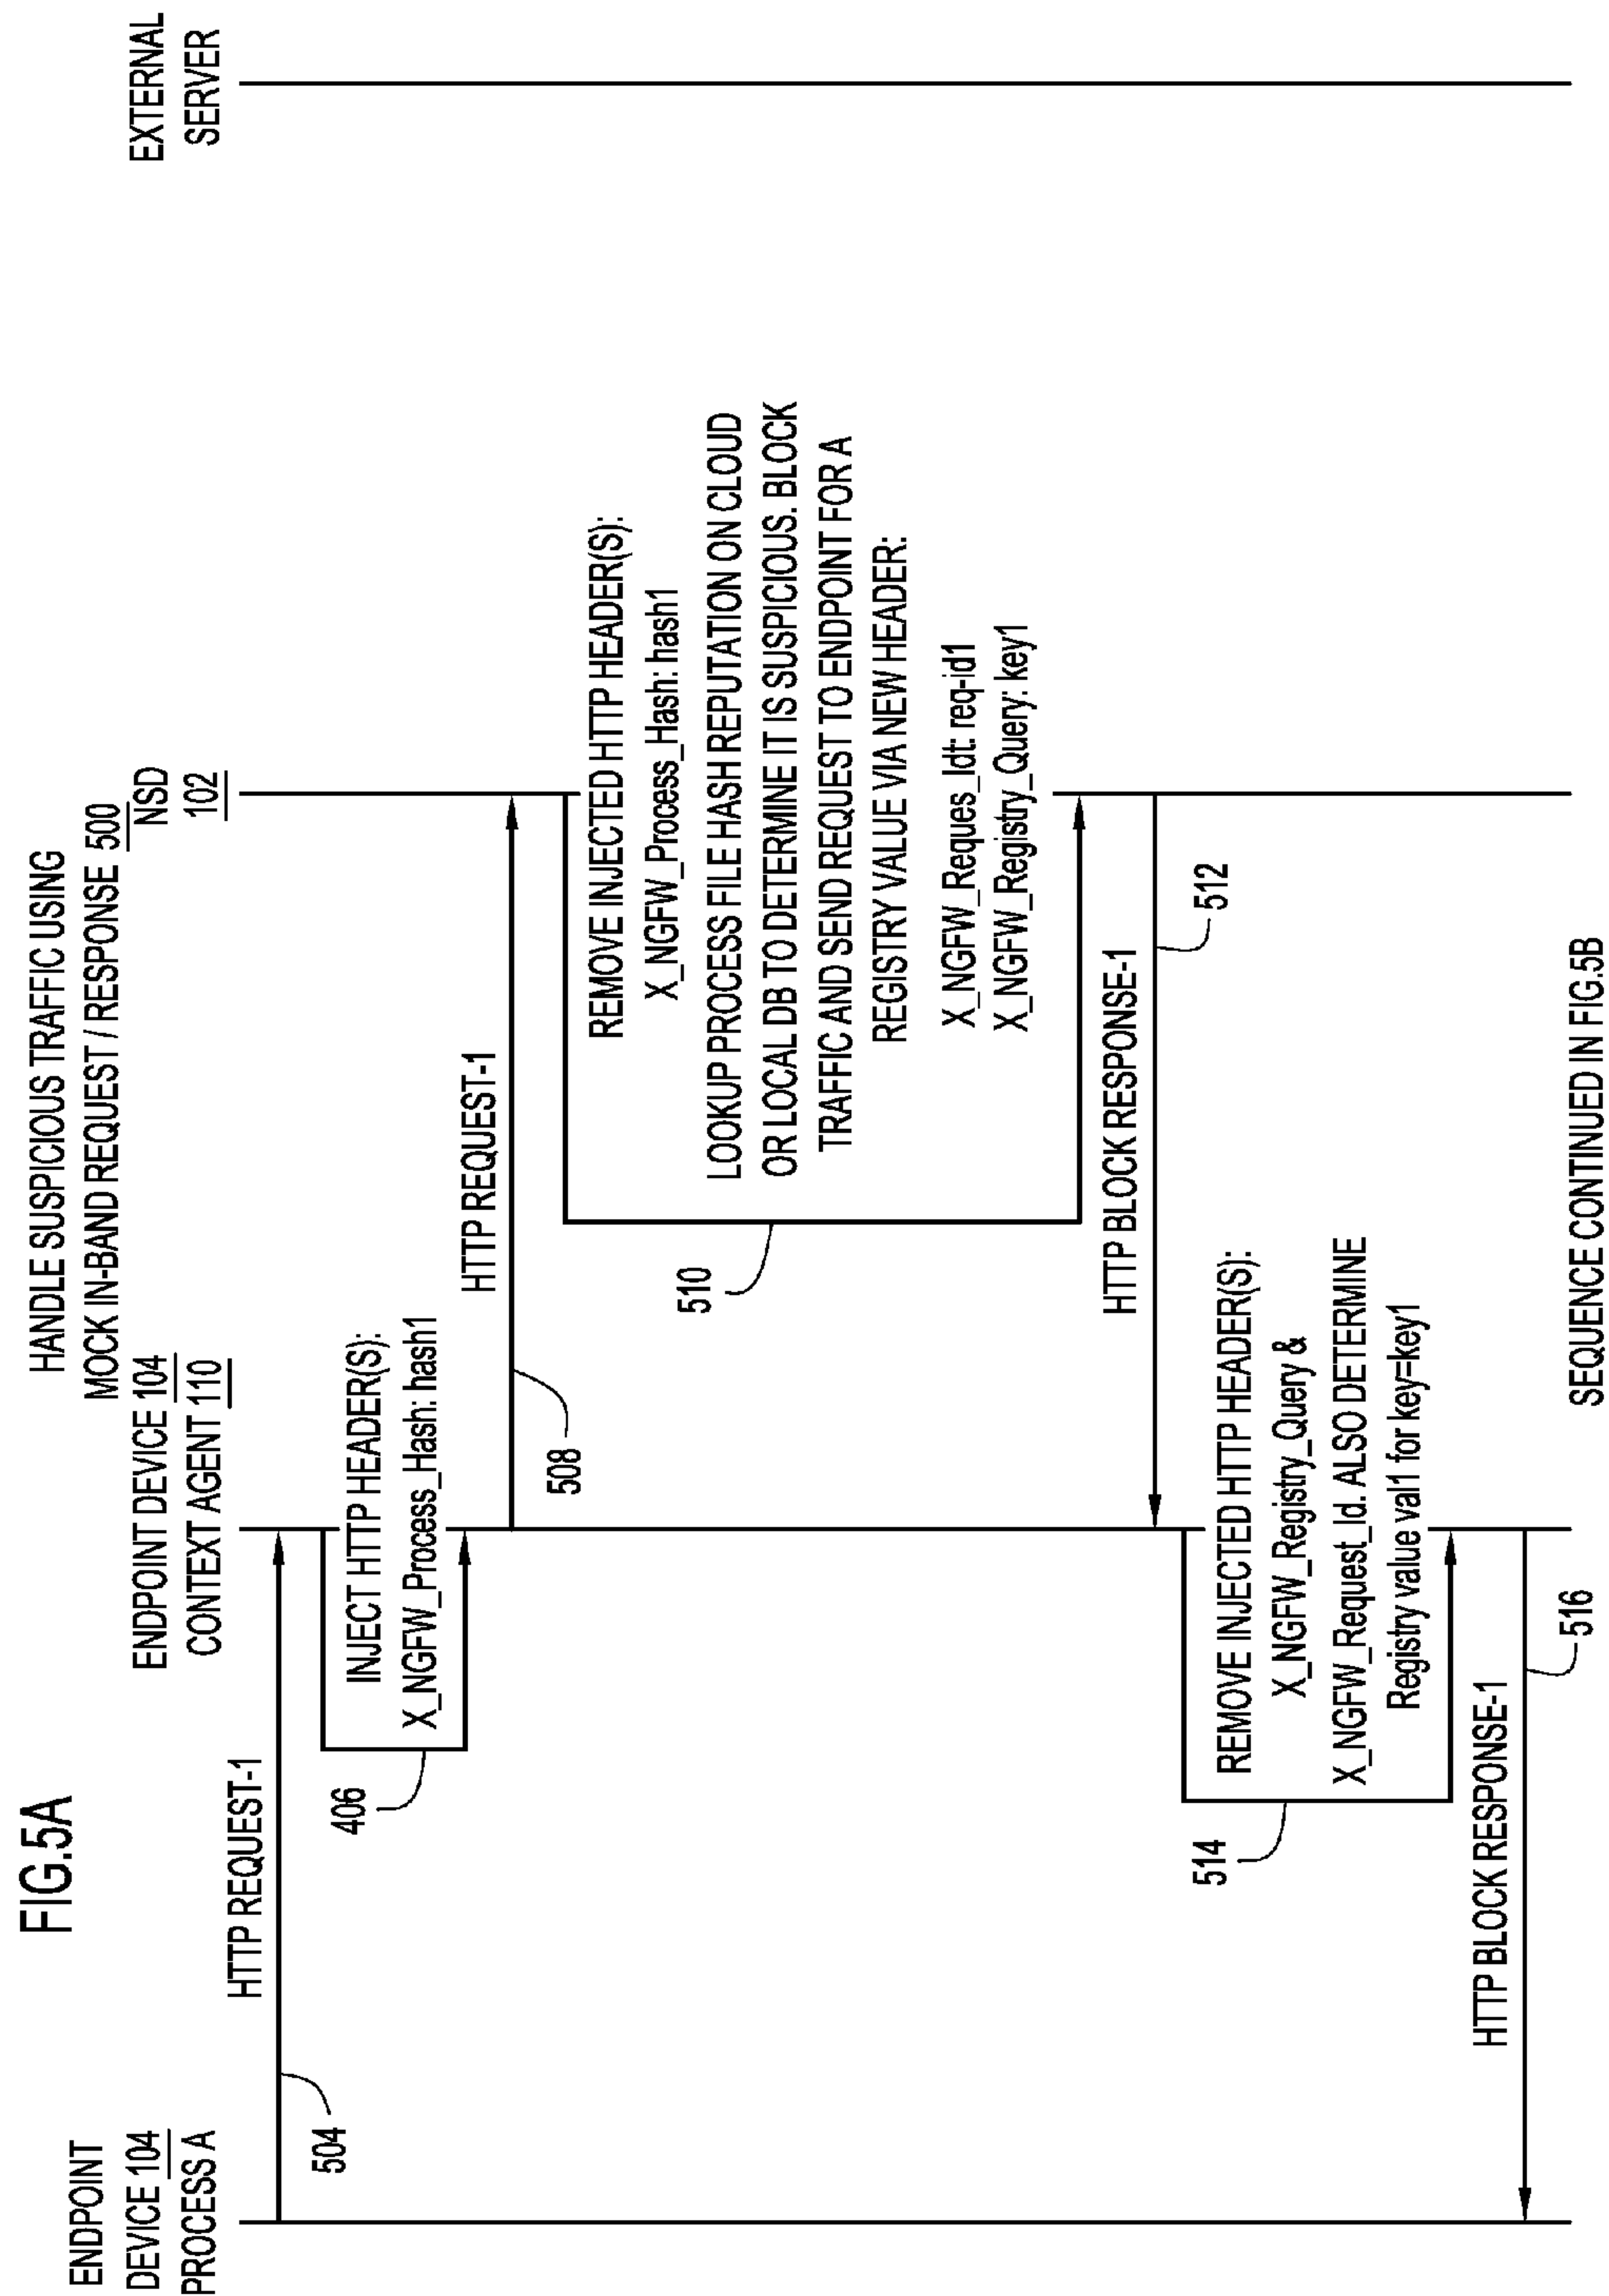 FIG.5A
HANDLE SUSPICIOUS TRAFFIC USING
MOCK IN-BAND REQUEST / RESPONSE 500
ENDPOINT
DEVICE 104
PROCESS A
ENDPOINT DEVICE 104
CONTEXT AGENT 110
NSD
102
EXTERNAL
SERVER
HTTP REQUEST-1
504
INJECT HTTP HEADER(S):
X_NGFW_Process_Hash: hash1
406
HTTP REQUEST-1
508
REMOVE INJECTED HTTP HEADER(S):
X_NGFW_Process_Hash: hash1
LOOKUP PROCESS FILE HASH REPUTATION ON CLOUD
OR LOCAL DB TO DETERMINE IT IS SUSPICIOUS. BLOCK
TRAFFIC AND SEND REQUEST TO ENDPOINT FOR A
REGISTRY VALUE VIA NEW HEADER:
X_NGFW_Reques_Idt: req-id1
X_NGFW_Registry_Query: key1
510
HTTP BLOCK RESPONSE-1
512
REMOVE INJECTED HTTP HEADER(S):
X_NGFW_Registry_Query &
X_NGFW_Request_Id. ALSO DETERMINE
Registry value val1 for key=key1
514
HTTP BLOCK RESPONSE-1
516
SEQUENCE CONTINUED IN FIG.5B